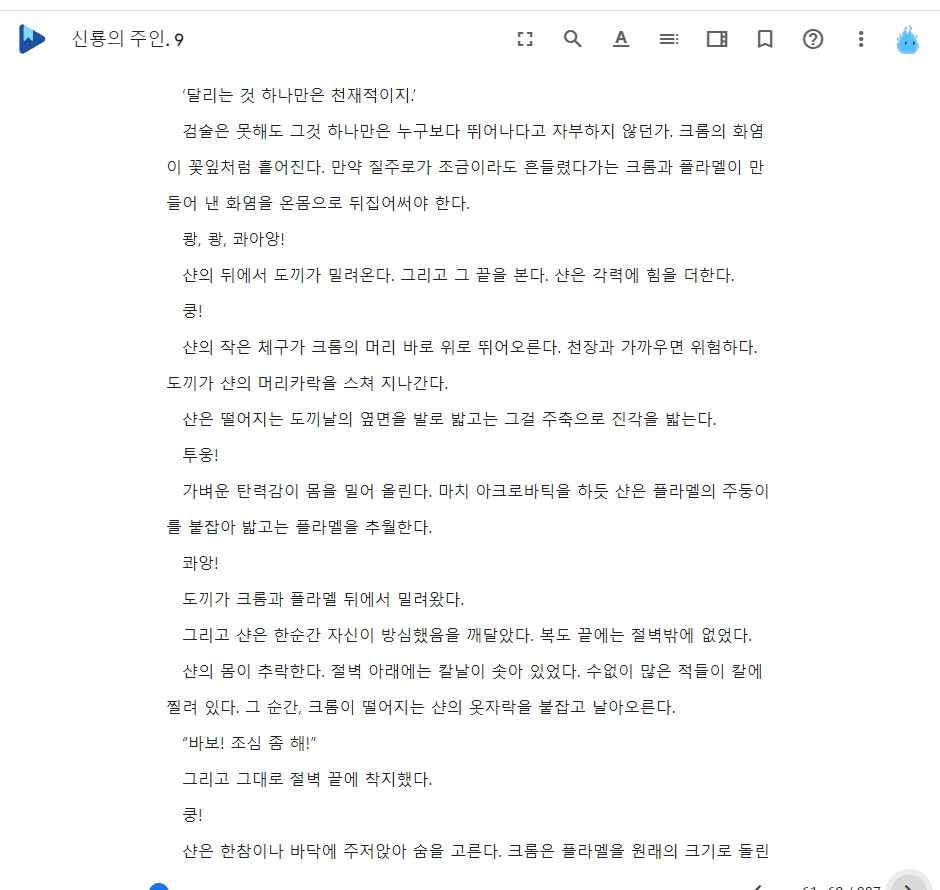 신룡의 주인. 9
‘달리는 것 하나만은 천재적이지.’
검술은 못해도 그것 하나만은 누구보다 뛰어나다고 자부하지 않던가. 크롬의 화염
이 꽃잎처럼 흩어진다. 만약 질주로가 조금이라도 흔들렸다가는 크롬과 플라멜이 만
들어 낸 화염을 온몸으로 뒤집어써야 한다.
쾅, 쾅, 콰아앙!
샨의 뒤에서 도끼가 밀려온다. 그리고 그 끝을 본다. 샨은 각력에 힘을 더한다.
쿵!
샨의 작은 체구가 크롬의 머리 바로 위로 뛰어오른다. 천장과 가까우면 위험하다.
도끼가 샨의 머리카락을 스쳐 지나간다.
샨은 떨어지는 도끼날의 옆면을 발로 밟고는 그걸 주축으로 진각을 밟는다.
투웅!
가벼운 탄력감이 몸을 밀어 올린다. 마치 아크로바틱을 하듯 샨은 플라멜의 주둥이
를 붙잡아 밟고는 플라멜을 추월한다.
콰앙!
도끼가 크롬과 플라멜 뒤에서 밀려왔다.
그리고 샨은 한순간 자신이 방심했음을 깨달았다. 복도 끝에는 절벽밖에 없었다.
샨의 몸이 추락한다. 절벽 아래에는 칼날이 솟아 있었다. 수없이 많은 적들이 칼에
찔려 있다. 그 순간, 크롬이 떨어지는 샨의 옷자락을 붙잡고 날아오른다.
“바보! 조심 좀 해!”
그리고 그대로 절벽 끝에 착지했다.
쿵!
샨은 한참이나 바닥에 주저앉아 숨을 고른다. 크롬은 플라멜을 원래의 크기로 돌린